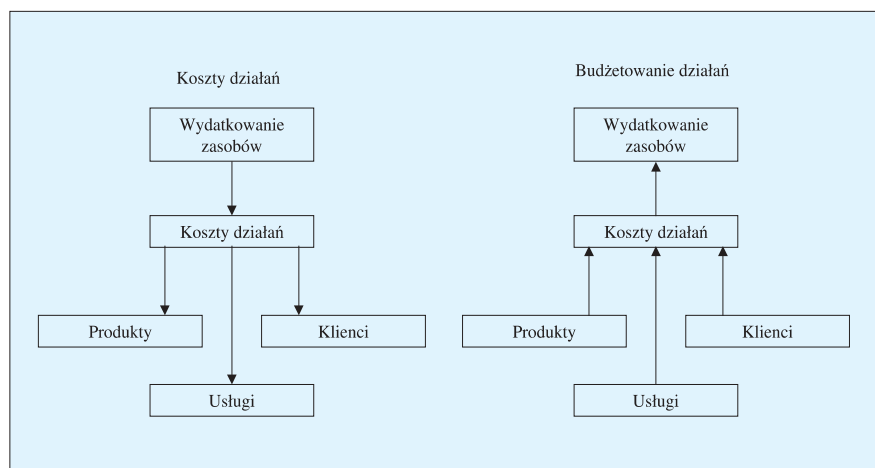 Koszty działań
Wydatkowanie
zasobów
Koszty działań
Produkty
Klienci
Usługi
Budżetowanie działań
Wydatkowanie
zasobów
Koszty działań
Produkty
Klienci
Usługi